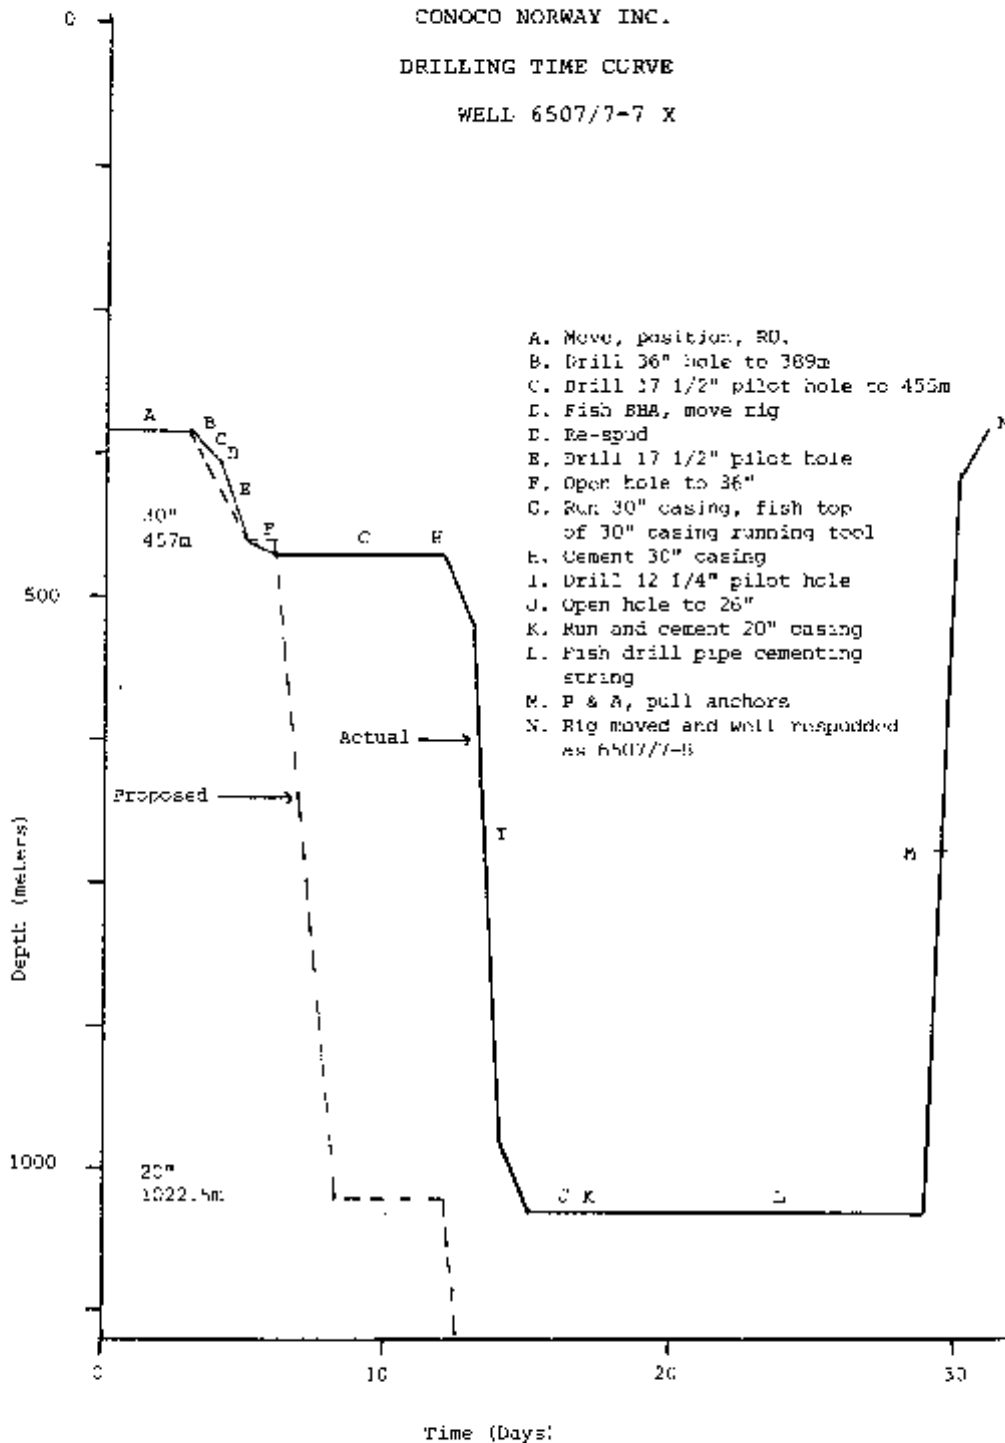 CONOCO NORWAY INC.
DRILLING TIME CURVE
WELL 6507/7-7 X
0
500
1000
Depth (meters)
A
B
C
D
E
F
G
H
30"
457m
A. Move, position, RU.
B. Drill 36" hole to 389m
C. Drill 17 1/2" pilot hole to 455m
D. Fish BHA, move rig
D. Re-spud
E. Drill 17 1/2" pilot hole
F. Open hole to 36"
G. Run 30" casing, fish top
of 30" casing running tool
H. Cement 30" casing
I. Drill 12 1/4" pilot hole
J. Open hole to 26"
K. Run and cement 20" casing
L. Fish drill pipe cementing
string
M. P & A, pull anchors
N. Rig moved and well respudded
as 6507/7-8
N
Actual
Proposed
I
M
20"
1022.5m
J K
L
0
10
20
30
Time (Days)